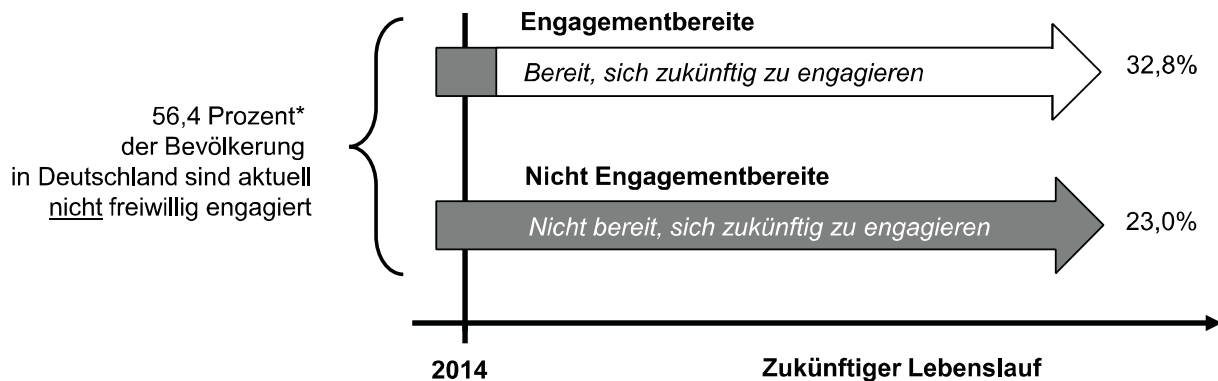 Engagementbereite
Bereit, sich zukünftig zu engagieren
32,8%
56,4 Prozent*
der Bevölkerung
in Deutschland sind aktuell
nicht freiwillig engagiert
Nicht Engagementbereite
Nicht bereit, sich zukünftig zu engagieren
23,0%
2014
Zukünftiger Lebenslauf